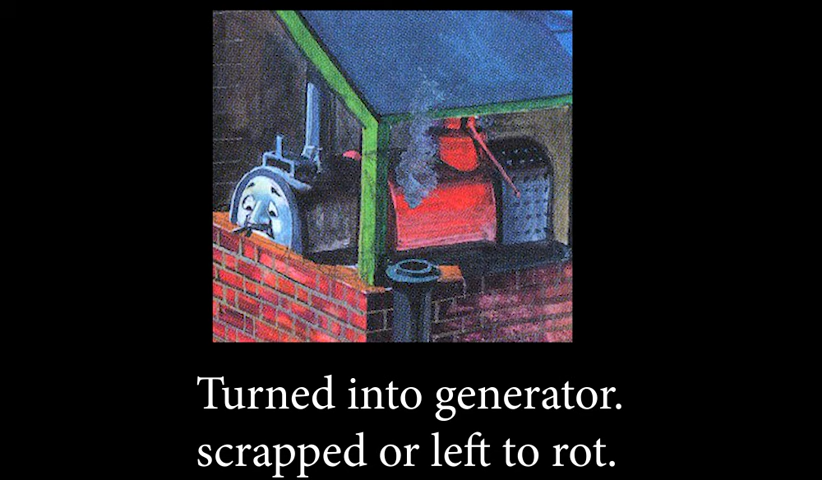 Turned into generator.
scrapped or left to rot.